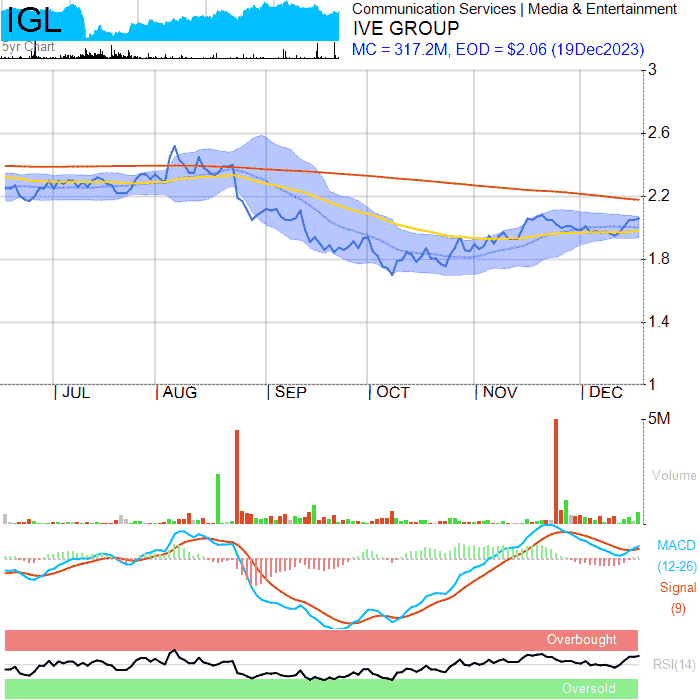 IGL
5yr Chart
Communication Services | Media & Entertainment
IVE GROUP
MC = 317.2M, EOD = $2.06 (19Dec2023)
3
2.6
2.2
1.8
1.4
1
JUL AUG SEP OCT NOV DEC
5M
Volume
MACD
(12-26)
Signal
(9)
Overbought
RSI(14)
Oversold